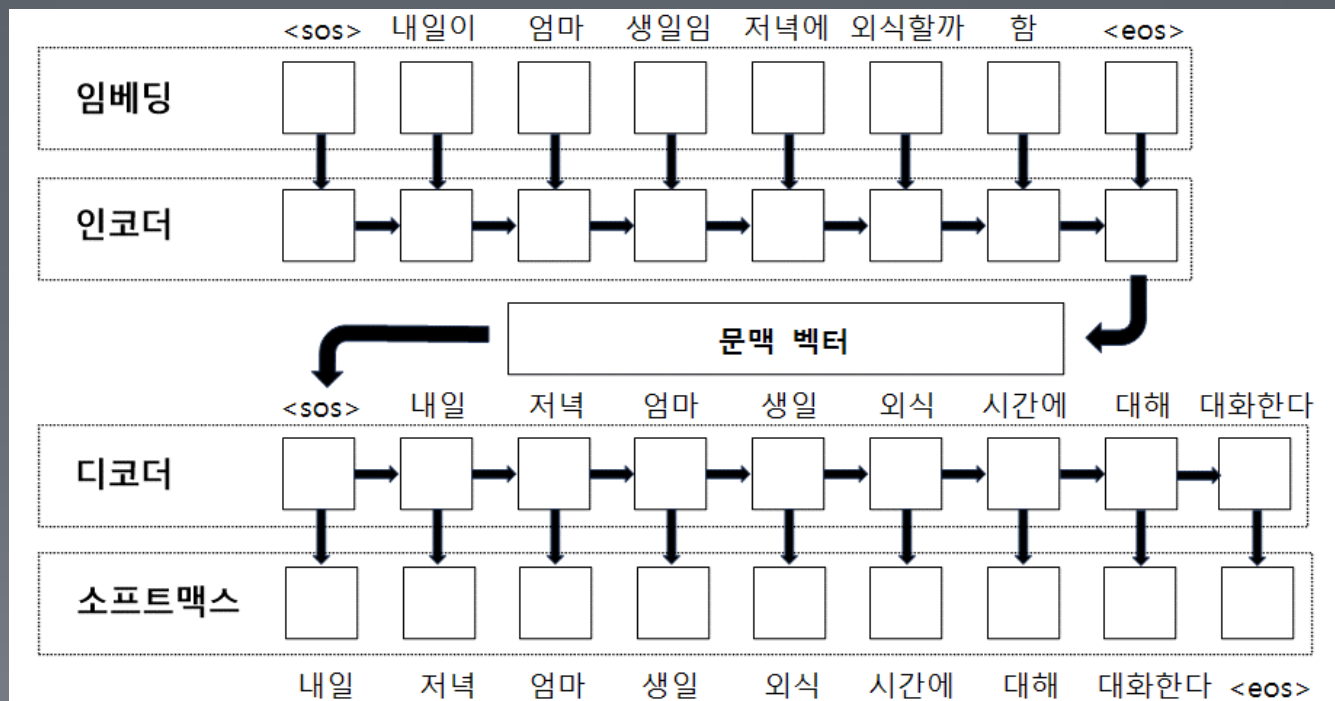 <sos> 내일이 엄마 생일임 저녁에 외식할까 함 <eos>
임베딩
인코더
문맥 벡터
<sos> 내일 저녁 엄마 생일 외식 시간에 대해 대화한다
디코더
소프트맥스
내일 저녁 엄마 생일 외식 시간에 대해 대화한다 <eos>